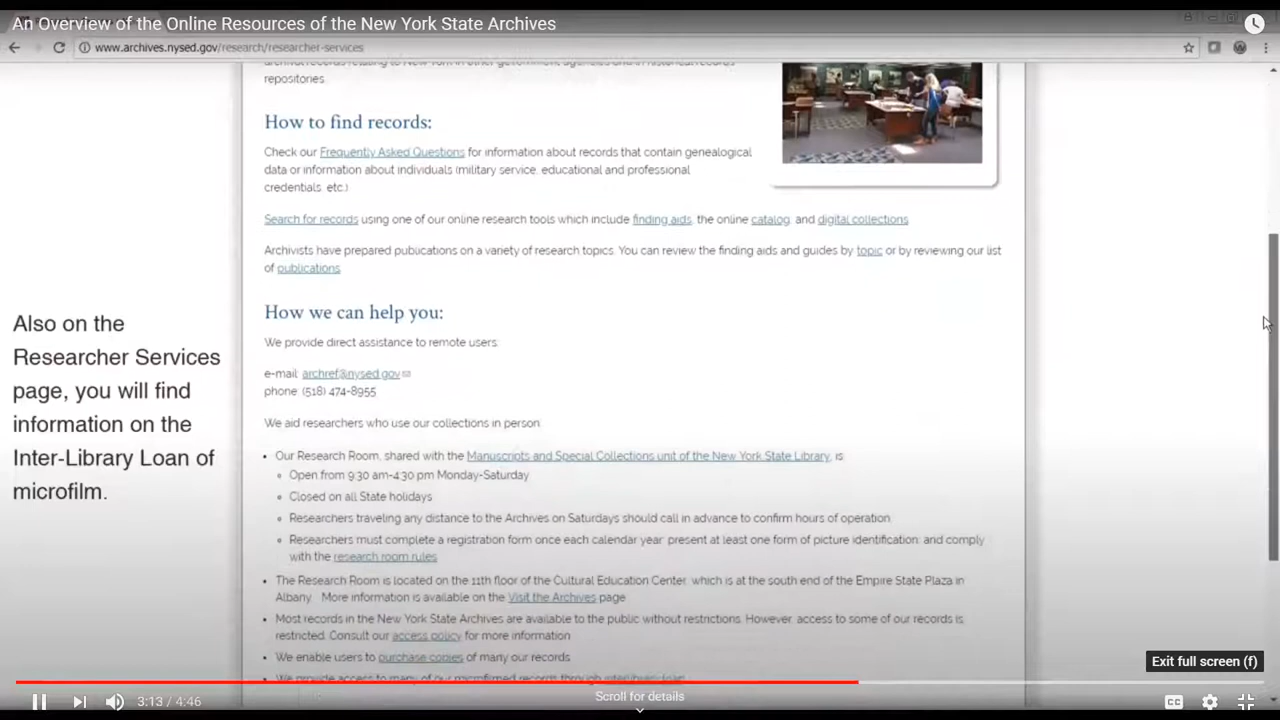 An Overview of the Online Resources of the New York State Archives
www.archives.nysed.gov/research/researcher-services
archival records relating to New York in other government agencies and in historical records
repositories
How to find records:
Check our Frequently Asked Questions for information about records that contain genealogical
data or information about individuals (military service, educational and professional
credentials, etc.)
Search for records using one of our online research tools which include finding aids, the online catalog, and digital collections
Archivists have prepared publications on a variety of research topics. You can review the finding aids and guides by topic or by reviewing our list
of publications
How we can help you:
We provide direct assistance to remote users:
e-mail: archref@nysed.gov
phone: (518) 474-8955
We aid researchers who use our collections in person:
• Our Research Room, shared with the Manuscripts and Special Collections unit of the New York State Library, is
Open from 9:30 am-4:30 pm Monday-Saturday
Closed on all State holidays
Researchers traveling any distance to the Archives on Saturdays should call in advance to confirm hours of operation
Researchers must complete a registration form once each calendar year, present at least one form of picture identification, and comply
with the research room rules
• The Research Room is located on the 11th floor of the Cultural Education Center, which is at the south end of the Empire State Plaza in
Albany. More information is available on the Visit the Archives page
• Most records in the New York State Archives are available to the public without restrictions. However, access to some of our records is
restricted. Consult our access policy for more information
• We enable users to purchase copies of many our records
• We provide access to many of our microfilmed records through interlibrary loan
Also on the
Researcher Services
page, you will find
information on the
Inter-Library Loan of
microfilm.
Exit full screen (f)
3:13 / 4:46
Scroll for details
CC